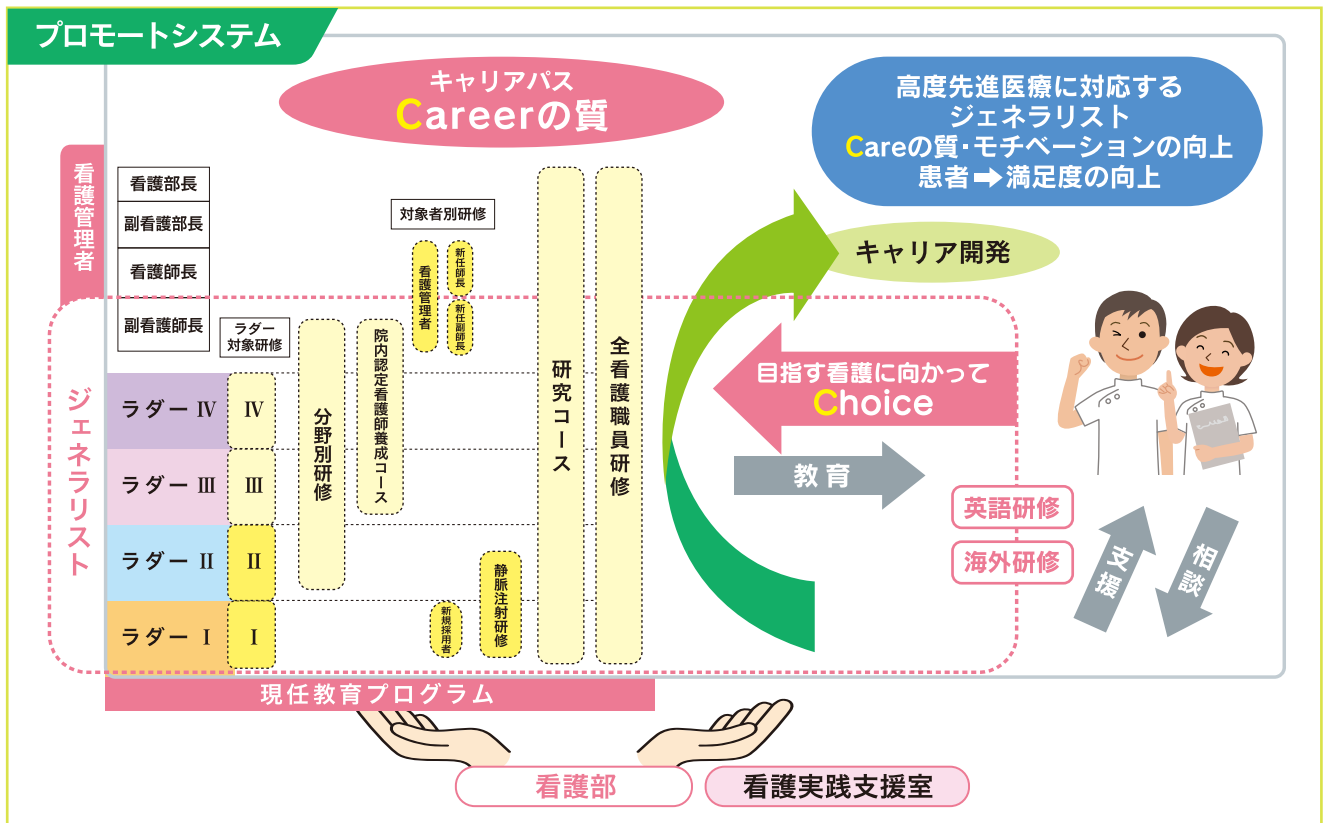 プロモートシステム
キャリアパス
Careerの質
高度先進医療に対応する
ジェネラリスト
Careの質・モチベーションの向上
患者➡満足度の向上
看護管理者
看護部長
副看護部長
看護師長
副看護師長
対象者別研修
看護管理者
新任師長
新任副師長
キャリア開発
ジェネラリスト
ラダー
対象研修
ラダー Ⅳ
Ⅳ
ラダー Ⅲ
Ⅲ
ラダー Ⅱ
Ⅱ
ラダー Ⅰ
Ⅰ
分野別研修
院内認定看護師養成コース
新規採用者
静脈注射研修
研究コース
全看護職員研修
目指す看護に向かって
Choice
教育
英語研修
海外研修
支援
相談
現任教育プログラム
看護部
看護実践支援室